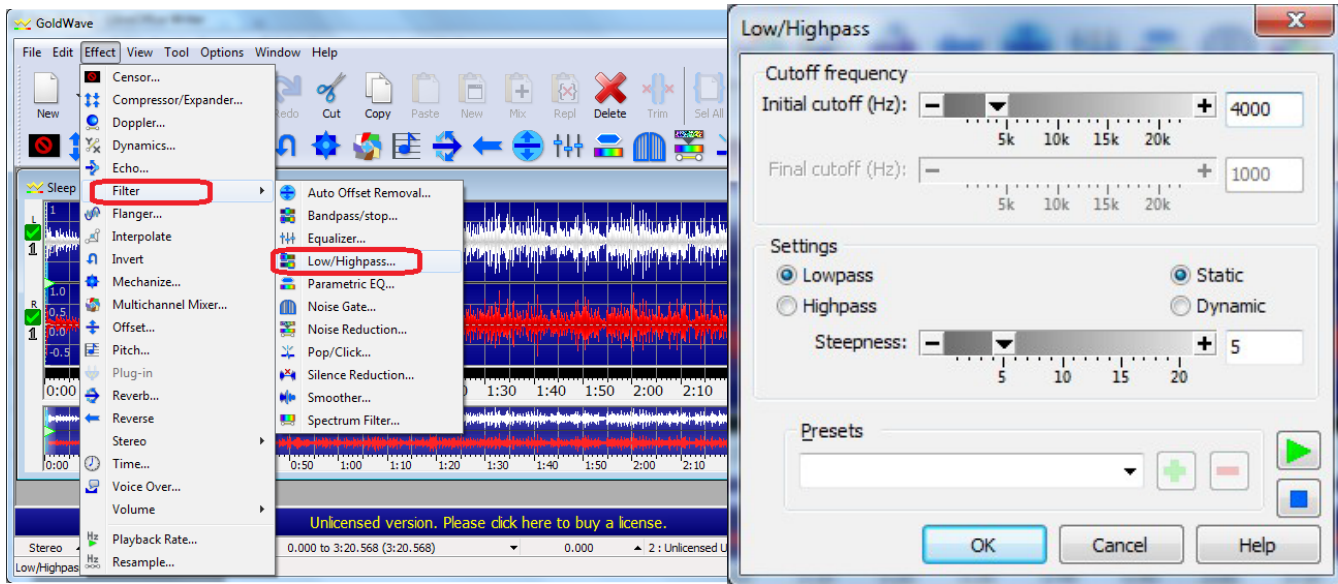 GoldWave
File Edit Effect View Tool Options Window Help
New Redo Cut Copy Paste New Mix Repl Delete Trim Sel All
Censor...
Compressor/Expander...
Doppler...
Dynamics...
Echo...
Filter
Flanger...
Interpolate
Invert
Mechanize...
Multichannel Mixer...
Offset...
Pitch...
Plug-in
Reverb...
Reverse
Stereo
Time...
Voice Over...
Volume
Playback Rate...
Resample...
Auto Offset Removal...
Bandpass/stop...
Equalizer...
Low/Highpass...
Parametric EQ...
Noise Gate...
Noise Reduction...
Pop/Click...
Silence Reduction...
Smoother...
Spectrum Filter...
Sleep
L
1
1
R
1
1.0
0.5
0.0
-0.5
0:00 1:30 1:40 1:50 2:00 2:10
0:00 0:50 1:00 1:10 1:20 1:30 1:40 1:50 2:00 2:10
Unlicensed version. Please click here to buy a license.
Stereo 0.000 to 3:20.568 (3:20.568) 0.000 2 : Unlicensed U
Low/Highpas
Low/Highpass
Cutoff frequency
Initial cutoff (Hz): 4000
5k 10k 15k 20k
Final cutoff (Hz): 1000
5k 10k 15k 20k
Settings
Lowpass Static
Highpass Dynamic
Steepness: 5
5 10 15 20
Presets
OK Cancel Help